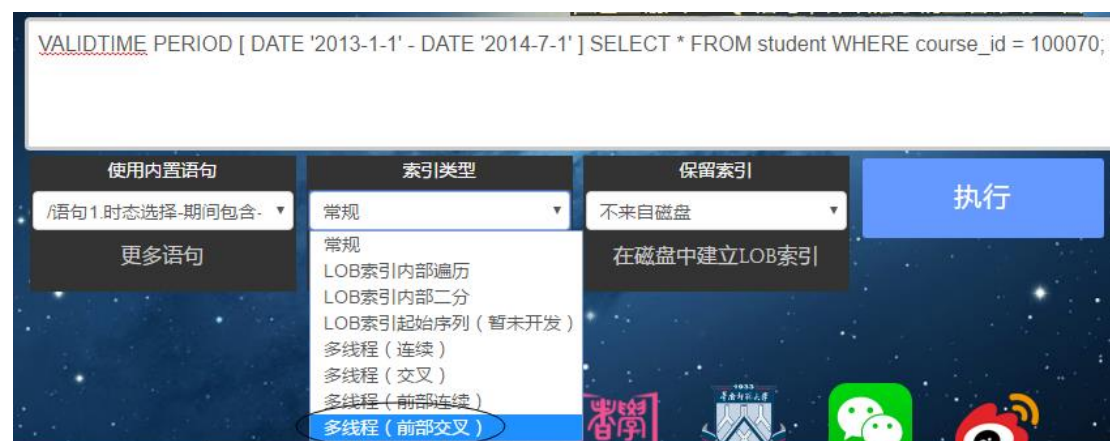 VALIDTIME PERIOD [ DATE '2013-1-1' - DATE '2014-7-1' ] SELECT * FROM student WHERE course_id = 100070;
使用内置语句
索引类型
保留索引
执行
/语句1.时态选择-期间包含-
常规
不来自磁盘
更多语句
在磁盘中建立LOB索引
常规
LOB索引内部遍历
LOB索引内部二分
LOB索引起始序列（暂未开发）
多线程（连续）
多线程（交叉）
多线程（前部连续）
多线程（前部交叉）
1933